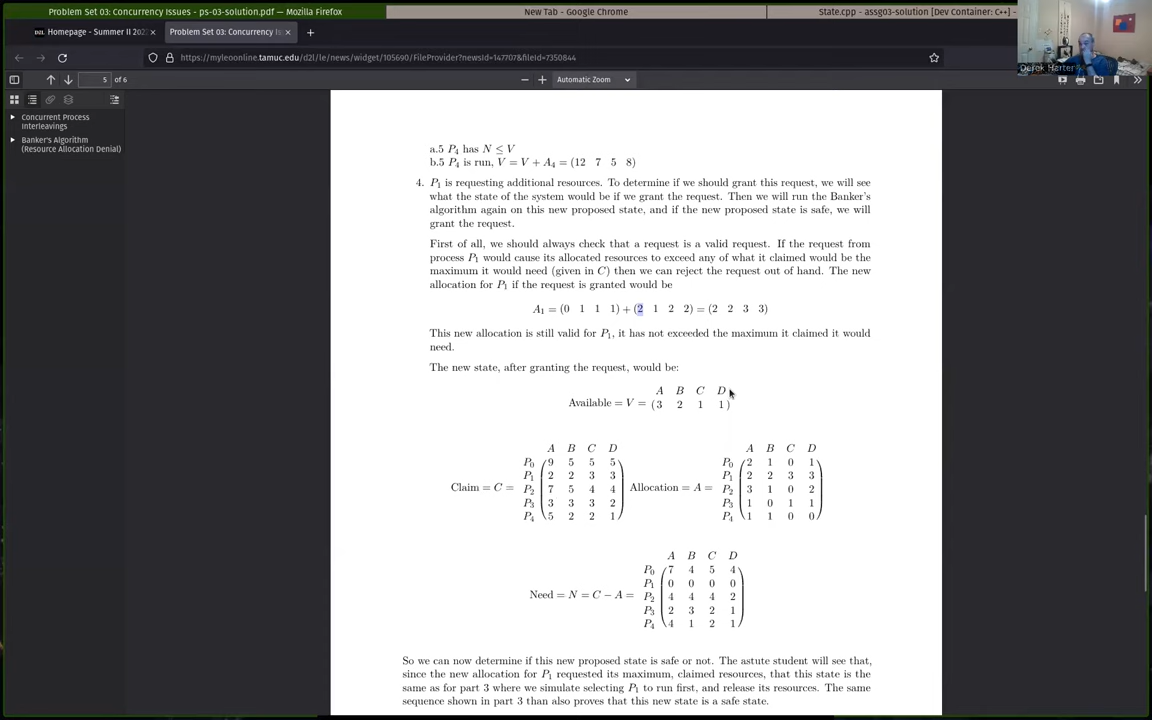 Problem Set 03: Concurrency Issues - ps-03-solution.pdf — Mozilla Firefox
New Tab - Google Chrome
State.cpp - assg03-solution [Dev Container: C++] -
Homepage - Summer II 202
Problem Set 03: Concurrency Is
https://myleoonline.tamuc.edu/d2l/le/news/widget/105690/FileProvider?newsId=147707&fileId=7350844
Derek Harter
5 of 6
Automatic Zoom
Concurrent Process
Interleavings
Banker's Algorithm
(Resource Allocation Denial)
a.5 P4 has N ≤ V
b.5 P4 is run, V = V + A4 = (12 7 5 8)
4. P1 is requesting additional resources. To determine if we should grant this request, we will see
what the state of the system would be if we grant the request. Then we will run the Banker's
algorithm again on this new proposed state, and if the new proposed state is safe, we will
grant the request.
First of all, we should always check that a request is a valid request. If the request from
process P1 would cause its allocated resources to exceed any of what it claimed would be the
maximum it would need (given in C) then we can reject the request out of hand. The new
allocation for P1 if the request is granted would be
A1 = (0 1 1 1) + (2 1 2 2) = (2 2 3 3)
This new allocation is still valid for P1, it has not exceeded the maximum it claimed it would
need.
The new state, after granting the request, would be:
A B C D
Available = V = (3 2 1 1)
A B C D
P0 9 5 5 5
P1 2 2 3 3
Claim = C = P2 7 5 4 4
P3 3 3 3 2
P4 5 2 2 1
A B C D
P0 2 1 0 1
P1 2 2 3 3
Allocation = A = P2 3 1 0 2
P3 1 0 1 1
P4 1 1 0 0
A B C D
P0 7 4 5 4
P1 0 0 0 0
Need = N = C − A = P2 4 4 4 2
P3 2 3 2 1
P4 4 1 2 1
So we can now determine if this new proposed state is safe or not. The astute student will see that,
since the new allocation for P1 requested its maximum, claimed resources, that this state is the
same as for part 3 where we simulate selecting P1 to run first, and release its resources. The same
sequence shown in part 3 than also proves that this new state is a safe state.